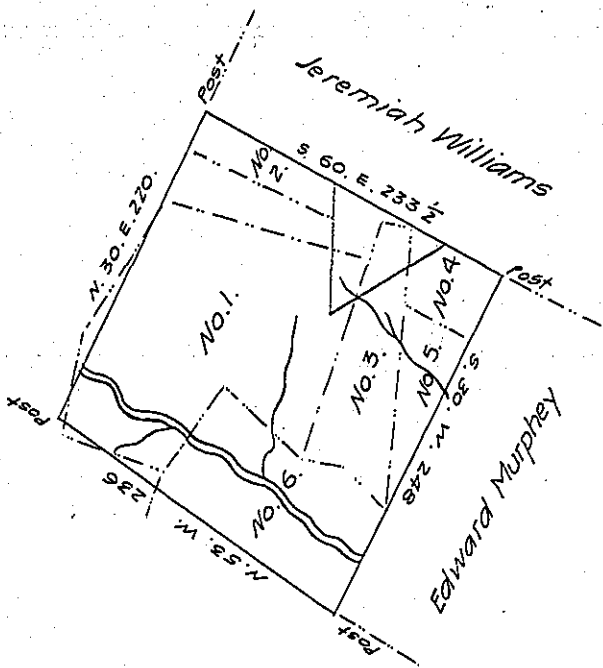 Post
Jeremiah Williams
S. 60. E. 233 ½
No. 2.
N. 30. E. 220.
No. 4
Post
No. 1.
No. 3.
No. 5.
S. 30. W. 248
Post
Edward Murphey
No. 6.
N. 53. W. 236
Post